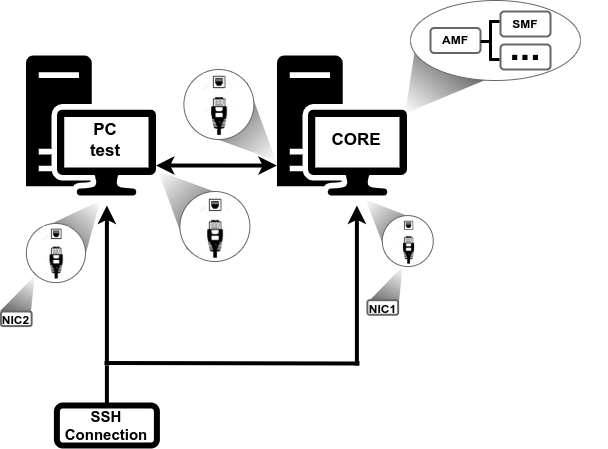 SMF
AMF
...
PC
test
CORE
NIC2
NIC1
SSH
Connection